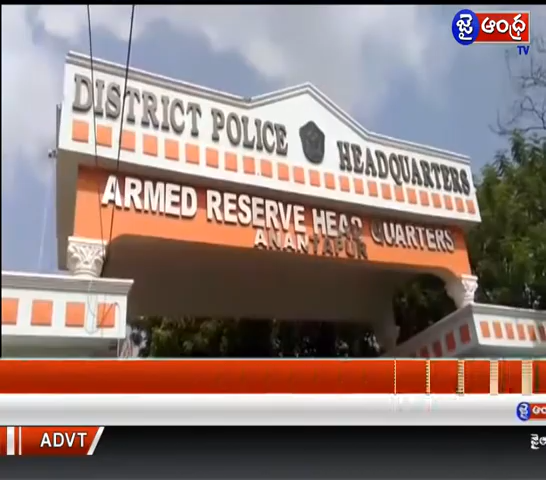 జై ఆంధ్ర
TV
DISTRICT POLICE HEADQUARTERS
ARMED RESERVE HEAD QUARTERS
ANANTAPUR
జై
ADVT